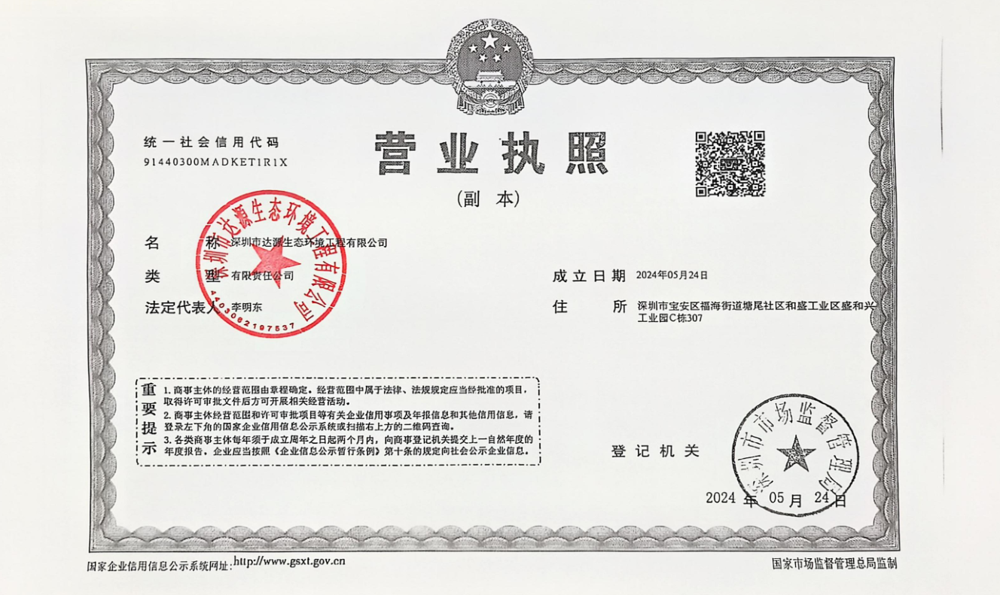 统一社会信用代码
91440300MADKET1R1X
营业执照
(副 本)
名 称 深圳市达源生态环境工程有限公司
类 型 有限责任公司
法定代表人 李明东
成立日期 2024年05月24日
住 所 深圳市宝安区福海街道塘尾社区和盛工业区盛和兴
工业园C栋307
深圳市达源生态环境工程有限公司
4403062197537
重要提示
1. 商事主体的经营范围由章程确定。经营范围中属于法律、法规规定应当经批准的项目，
取得许可审批文件后方可开展相关经营活动。
2. 商事主体经营范围和许可审批项目等有关企业信用事项及年报信息和其他信用信息，请
登录左下角的国家企业信用信息公示系统或扫描右上方的二维码查询。
3. 各类商事主体每年须于成立周年之日起两个月内，向商事登记机关提交上一自然年度的
年度报告。企业应当按照《企业信息公示暂行条例》第十条的规定向社会公示企业信息。
登记机关
深圳市市场监督管理局
2024 年 05 月 24 日
国家企业信用信息公示系统网址:http://www.gsxt.gov.cn
国家市场监督管理总局监制